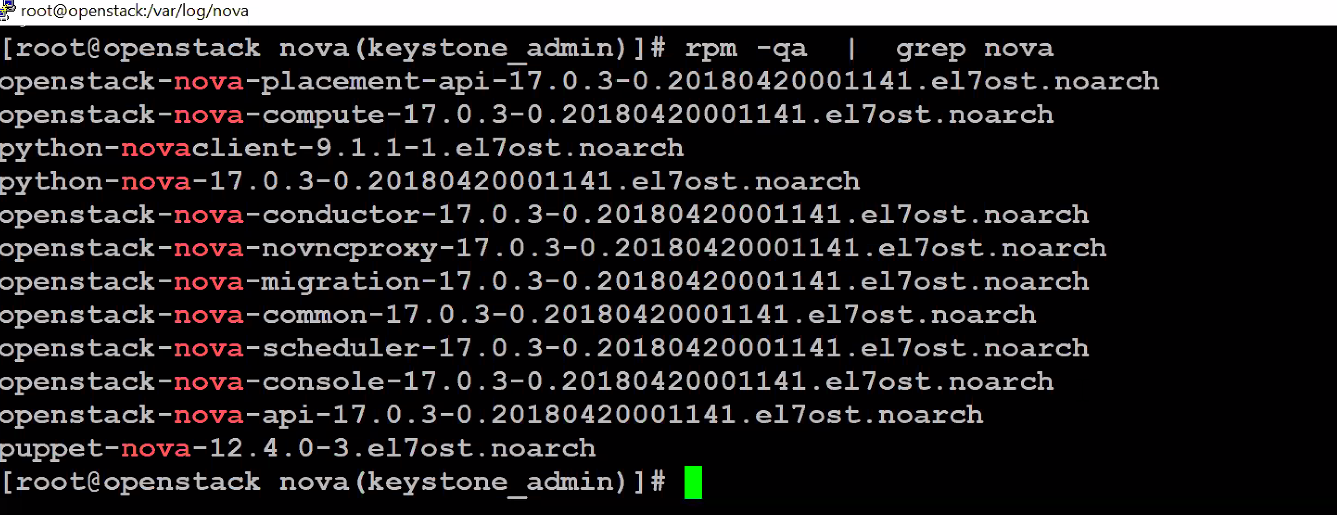 root@openstack:/var/log/nova
[root@openstack nova(keystone_admin)]# rpm -qa  |  grep nova
openstack-nova-placement-api-17.0.3-0.20180420001141.el7ost.noarch
openstack-nova-compute-17.0.3-0.20180420001141.el7ost.noarch
python-novaclient-9.1.1-1.el7ost.noarch
python-nova-17.0.3-0.20180420001141.el7ost.noarch
openstack-nova-conductor-17.0.3-0.20180420001141.el7ost.noarch
openstack-nova-novncproxy-17.0.3-0.20180420001141.el7ost.noarch
openstack-nova-migration-17.0.3-0.20180420001141.el7ost.noarch
openstack-nova-common-17.0.3-0.20180420001141.el7ost.noarch
openstack-nova-scheduler-17.0.3-0.20180420001141.el7ost.noarch
openstack-nova-console-17.0.3-0.20180420001141.el7ost.noarch
openstack-nova-api-17.0.3-0.20180420001141.el7ost.noarch
puppet-nova-12.4.0-3.el7ost.noarch
[root@openstack nova(keystone_admin)]#